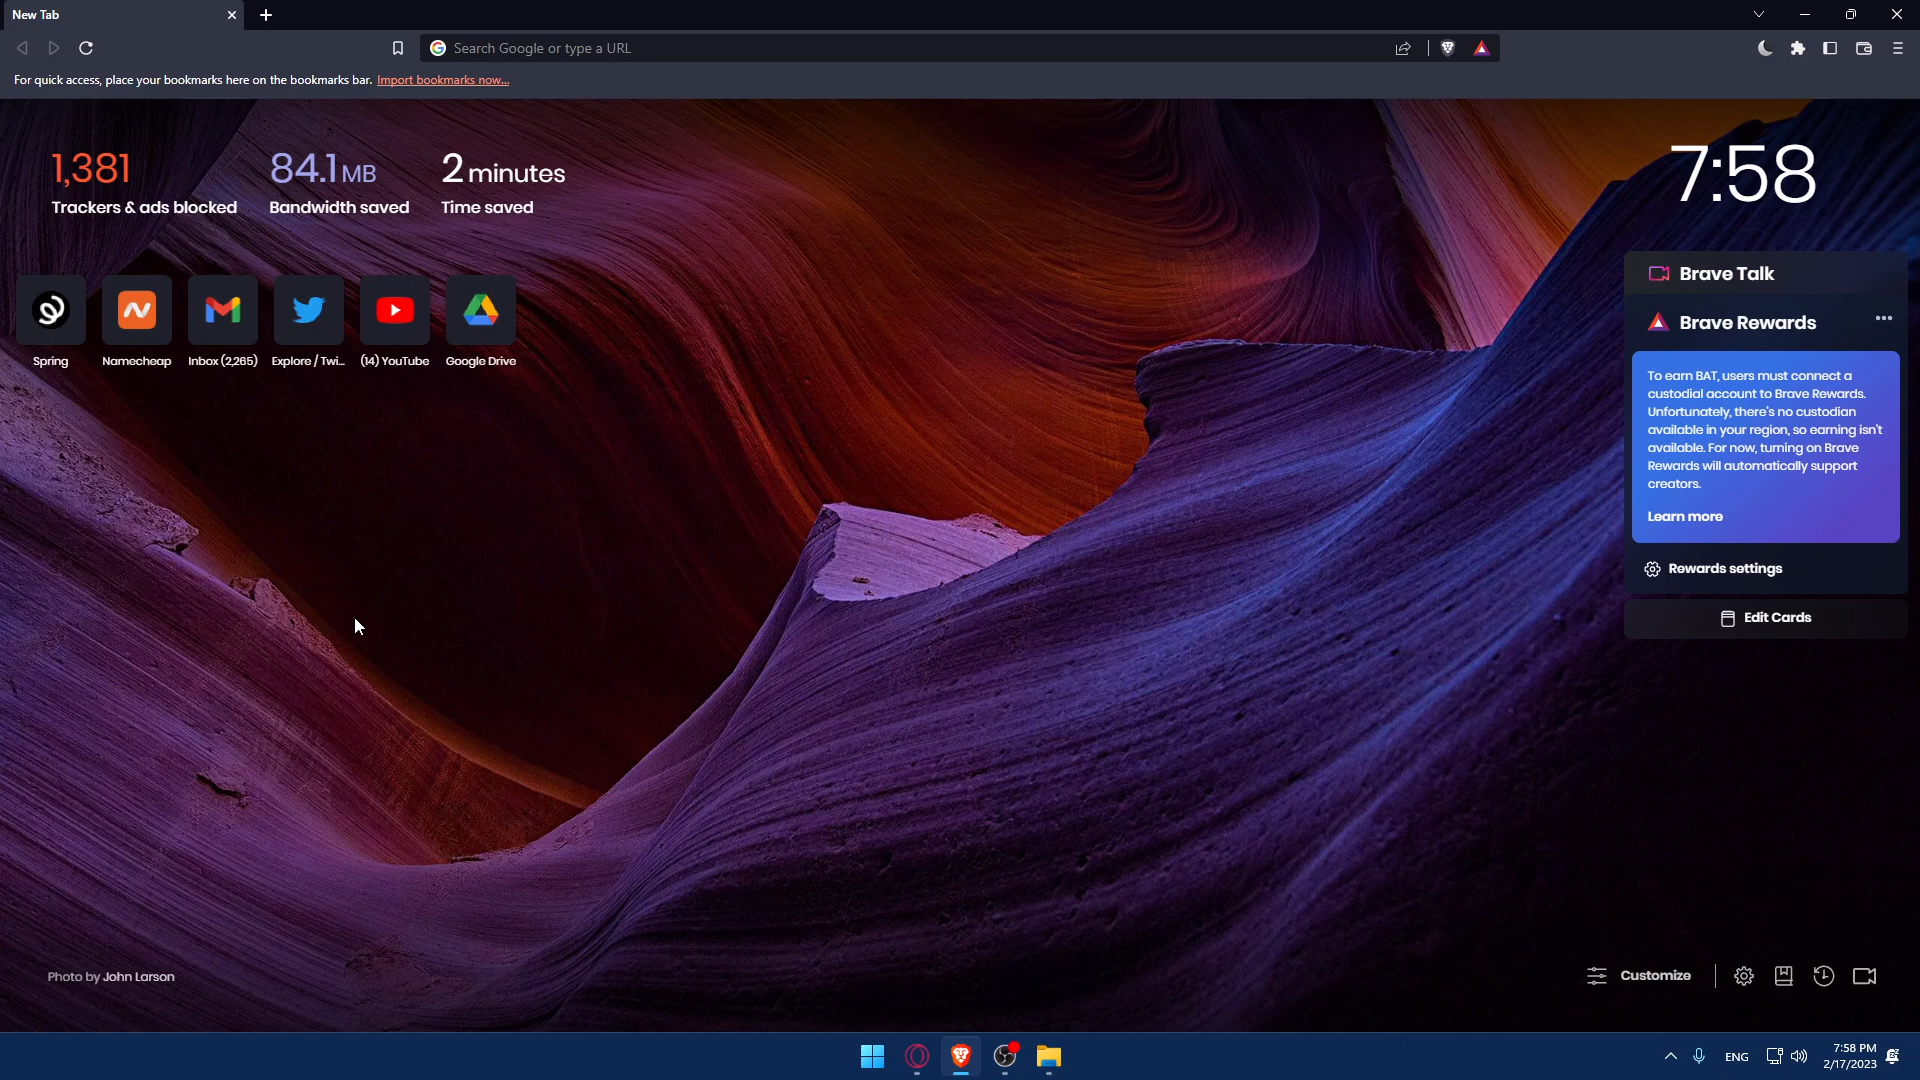 New Tab
Search Google or type a URL
For quick access, place your bookmarks here on the bookmarks bar. Import bookmarks now...
1,381
Trackers & ads blocked
84.1 MB
Bandwidth saved
2 minutes
Time saved
7:58
Spring
Namecheap
Inbox (2,265)
Explore / Twi...
(14) YouTube
Google Drive
Brave Talk
Brave Rewards
To earn BAT, users must connect a
custodial account to Brave Rewards.
Unfortunately, there's no custodian
available in your region, so earning isn't
available. For now, turning on Brave
Rewards will automatically support
creators.
Learn more
Rewards settings
Edit Cards
Photo by John Larson
Customize
ENG
7:58 PM
2/17/2023